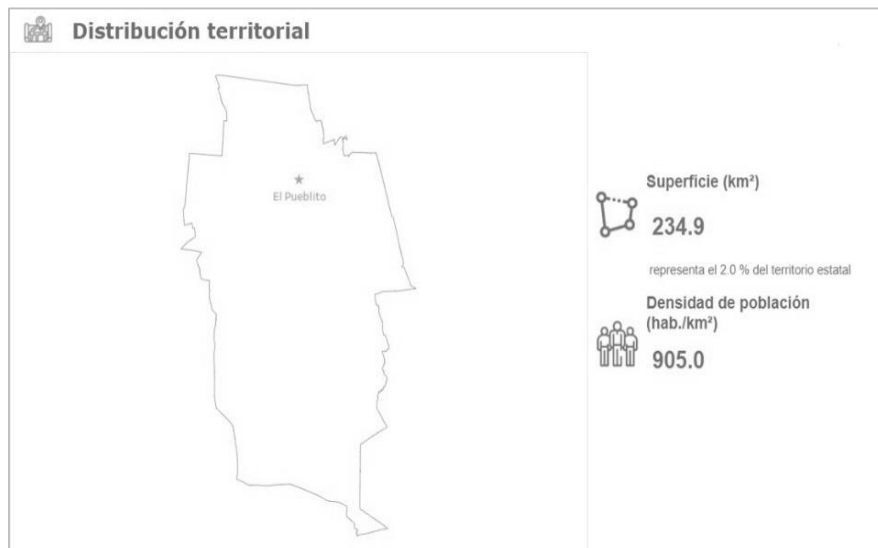 Distribución territorial
El Pueblito
Superficie (km²)
234.9
representa el 2.0 % del territorio estatal
Densidad de población
(hab./km²)
905.0